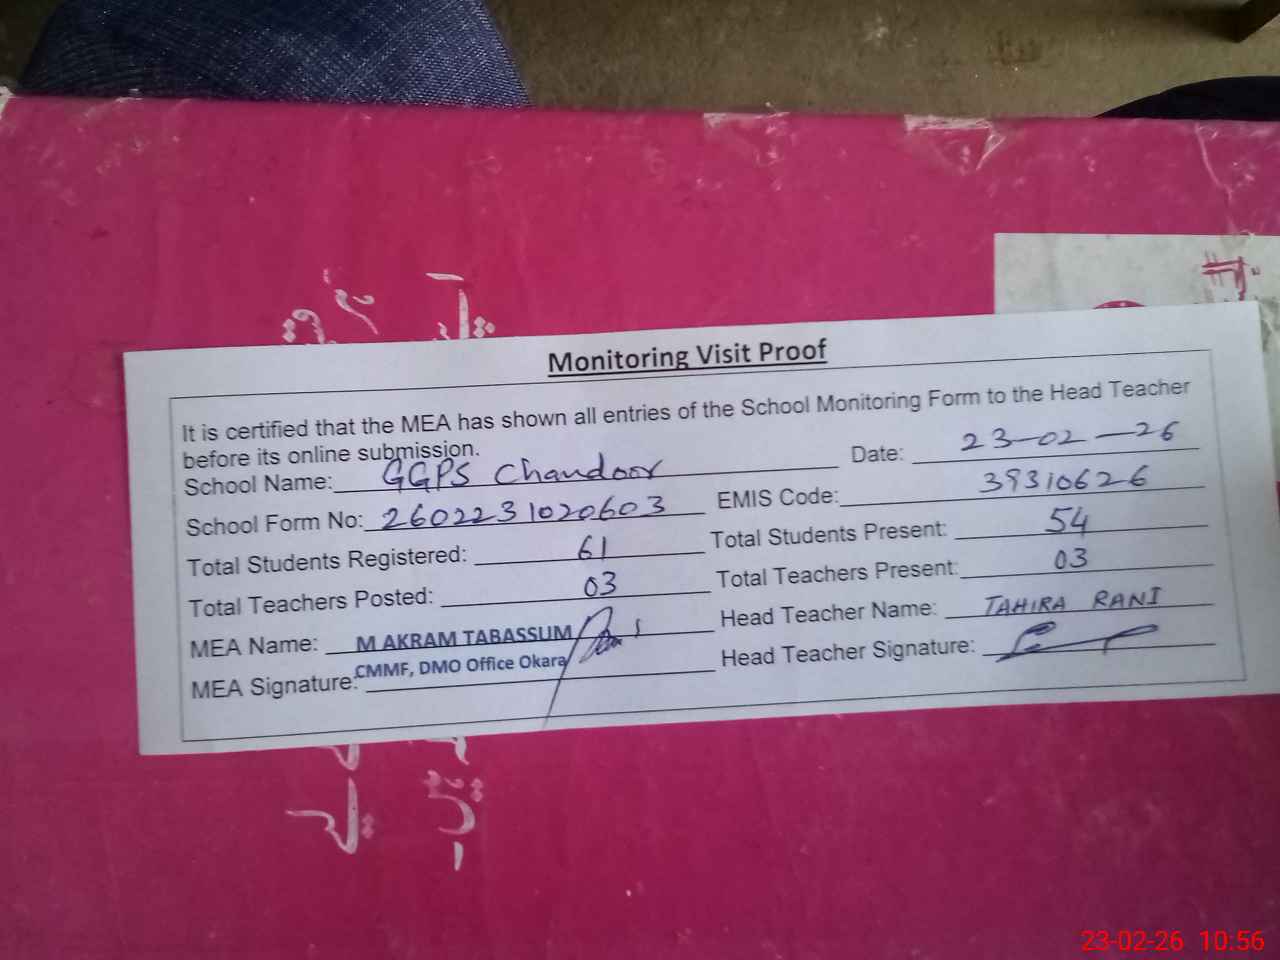 Monitoring Visit Proof
It is certified that the MEA has shown all entries of the School Monitoring Form to the Head Teacher
before its online submission.
School Name: GGPS Chandoor Date: 23-02-26
School Form No: 2602231020603 EMIS Code: 39310626
Total Students Registered: 61 Total Students Present: 54
Total Teachers Posted: 03 Total Teachers Present: 03
MEA Name: M AKRAM TABASSUM Head Teacher Name: TAHIRA RANI
MEA Signature: CMMF, DMO Office Okara Head Teacher Signature:
23-02-26 10:56